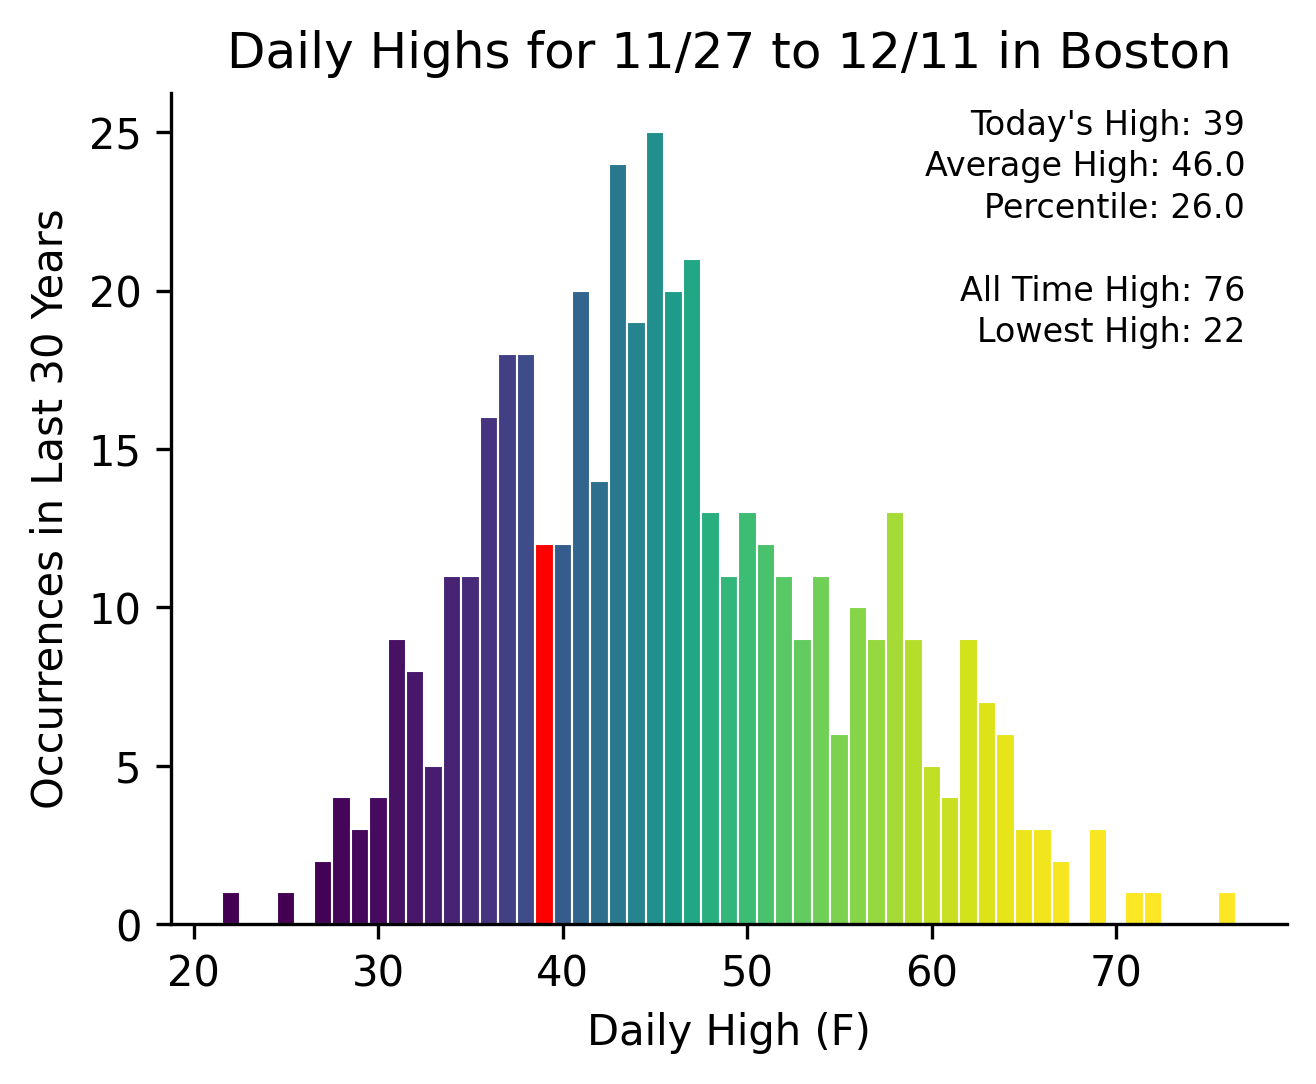 Daily Highs for 11/27 to 12/11 in Boston
Today's High: 39
Average High: 46.0
Percentile: 26.0
All Time High: 76
Lowest High: 22
Occurrences in Last 30 Years
25
20
15
10
5
0
20 30 40 50 60 70
Daily High (F)